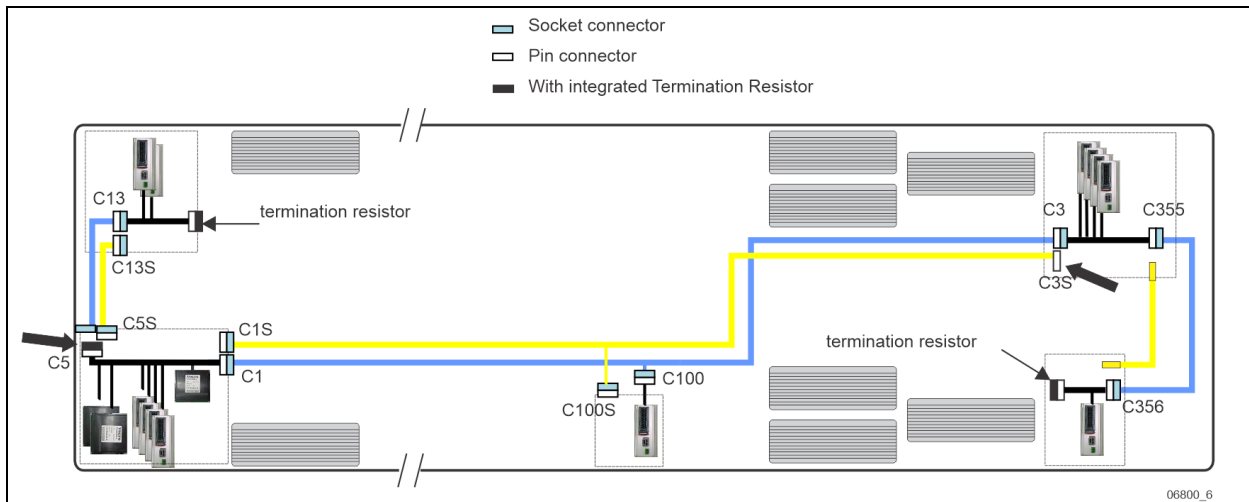 Socket connector
Pin connector
With integrated Termination Resistor
C13
termination resistor
C3
C355
C13S
C3S
C5S
C1S
C5
C1
termination resistor
C100
C100S
C356
06800_6